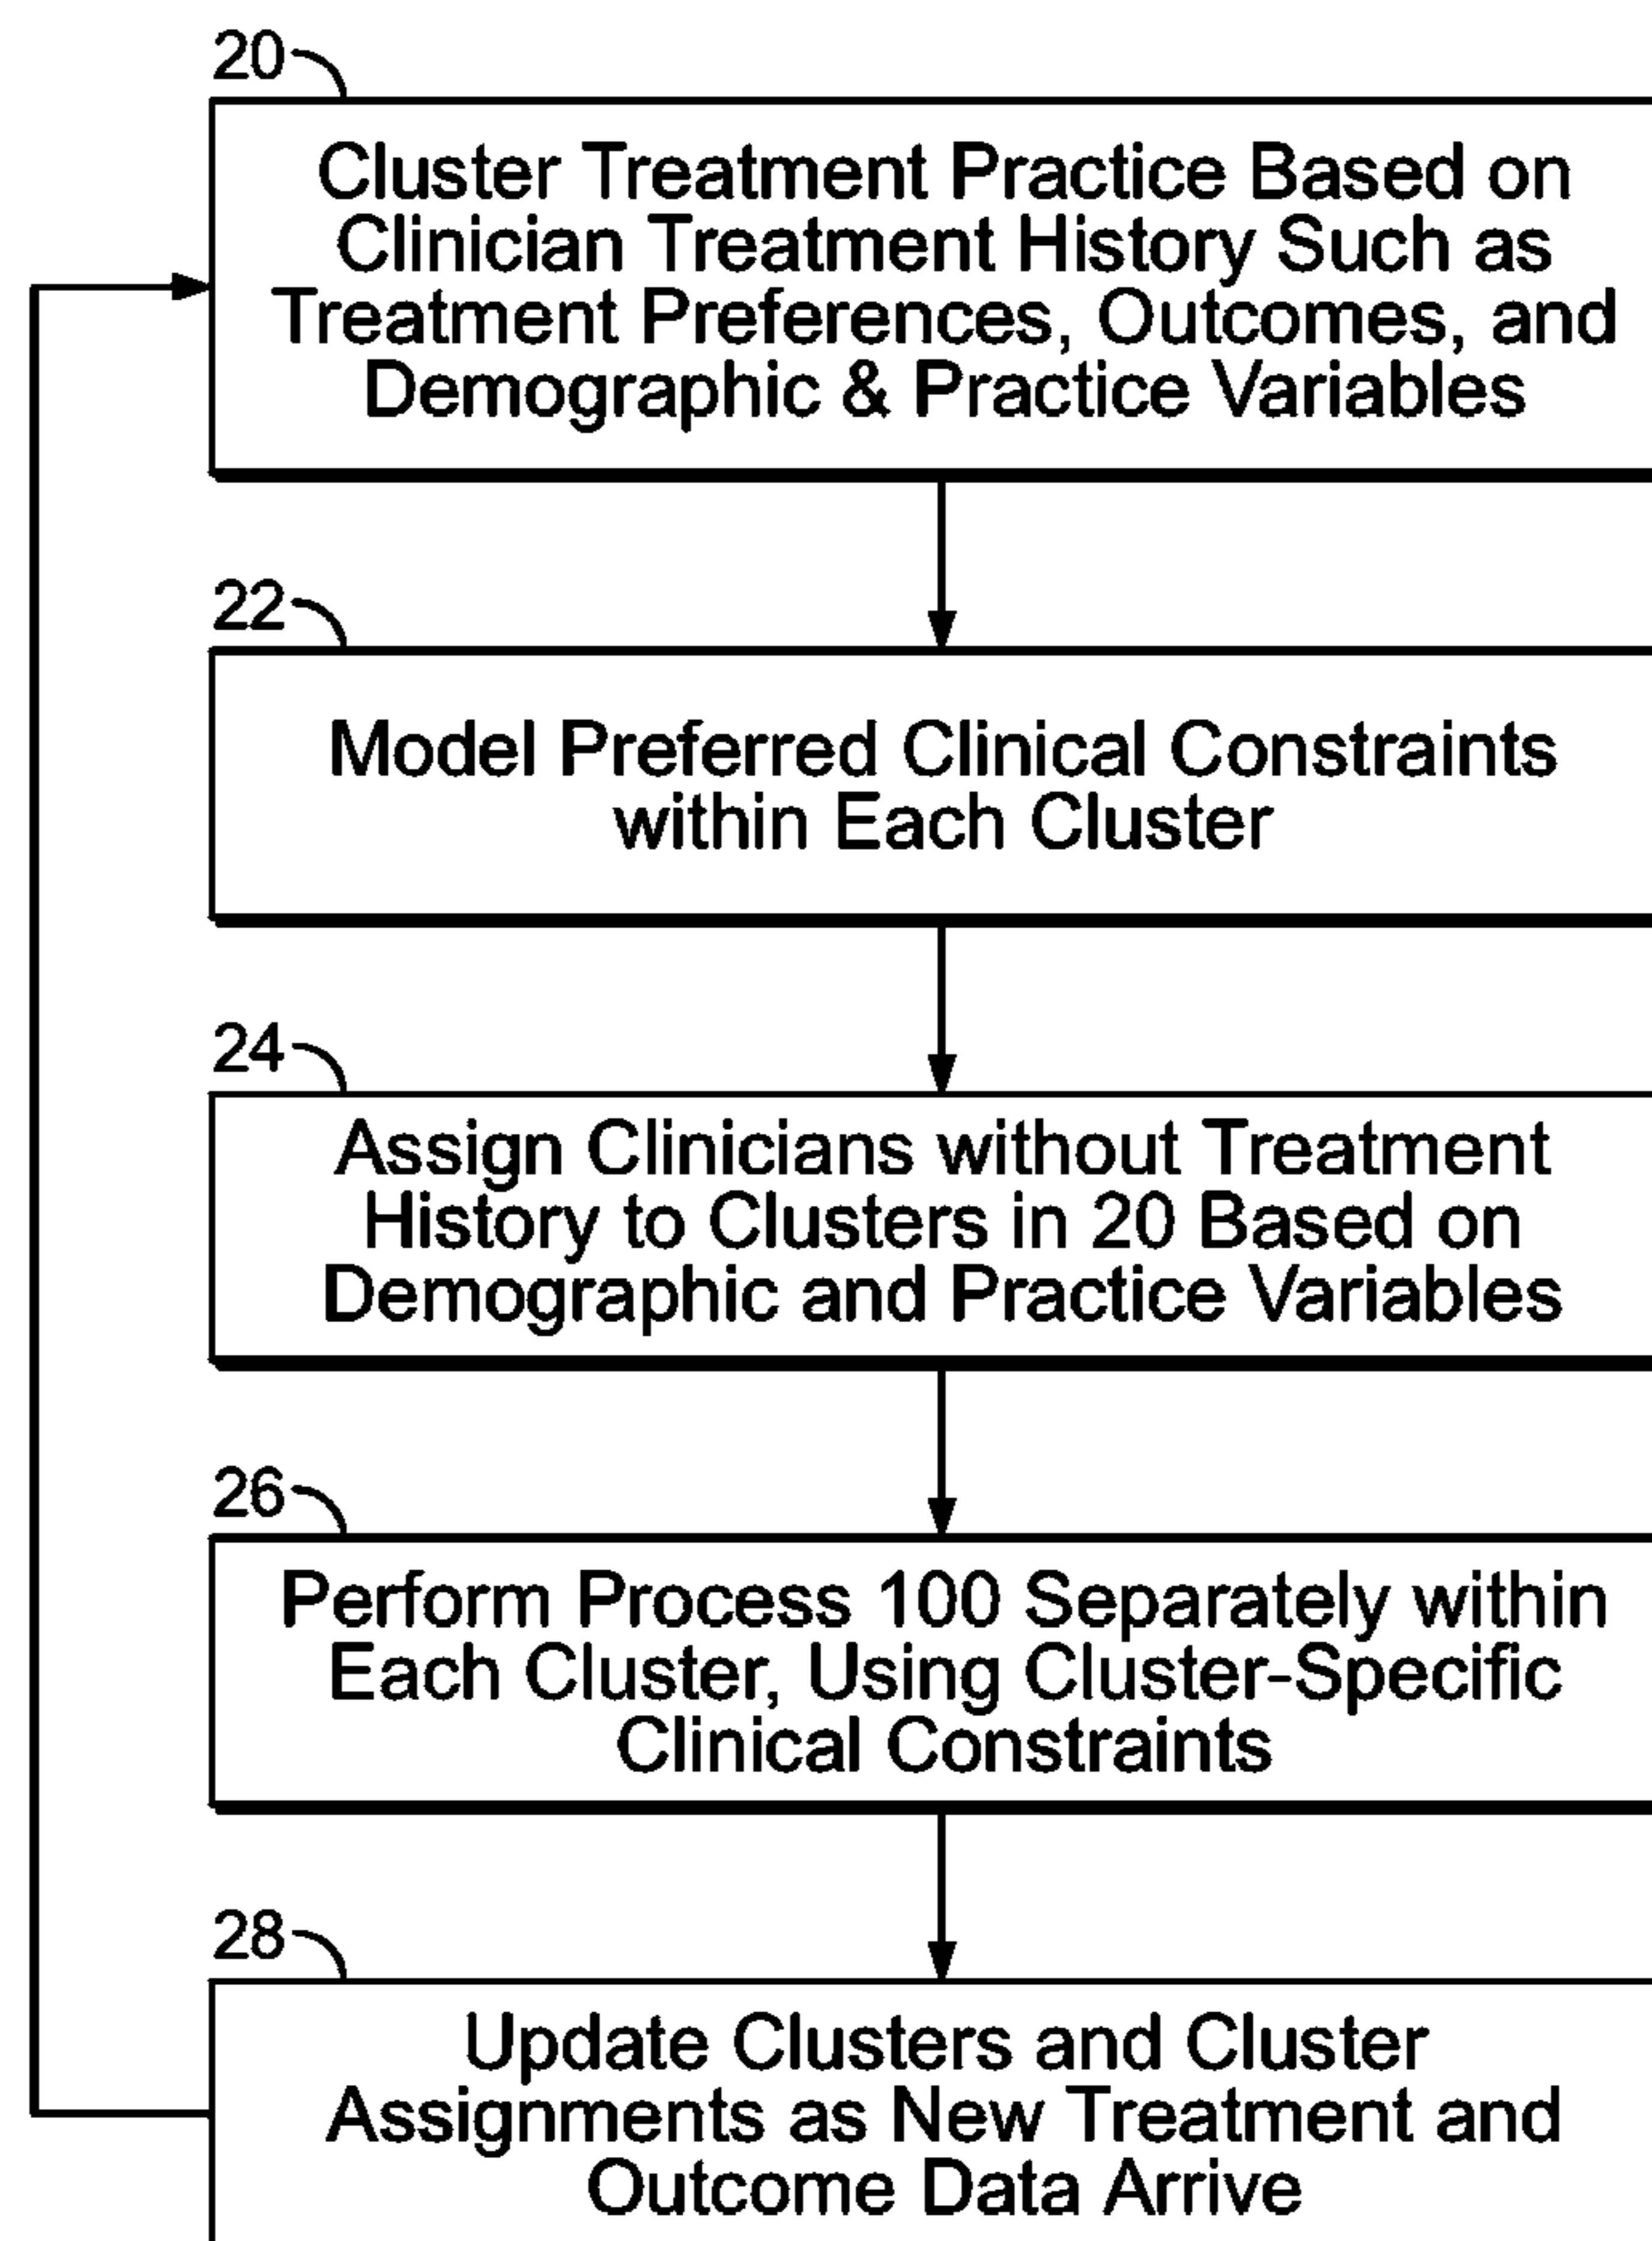 20
Cluster Treatment Practice Based on
Clinician Treatment History Such as
Treatment Preferences, Outcomes, and
Demographic & Practice Variables
22
Model Preferred Clinical Constraints
within Each Cluster
24
Assign Clinicians without Treatment
History to Clusters in 20 Based on
Demographic and Practice Variables
26
Perform Process 100 Separately within
Each Cluster, Using Cluster-Specific
Clinical Constraints
28
Update Clusters and Cluster
Assignments as New Treatment and
Outcome Data Arrive